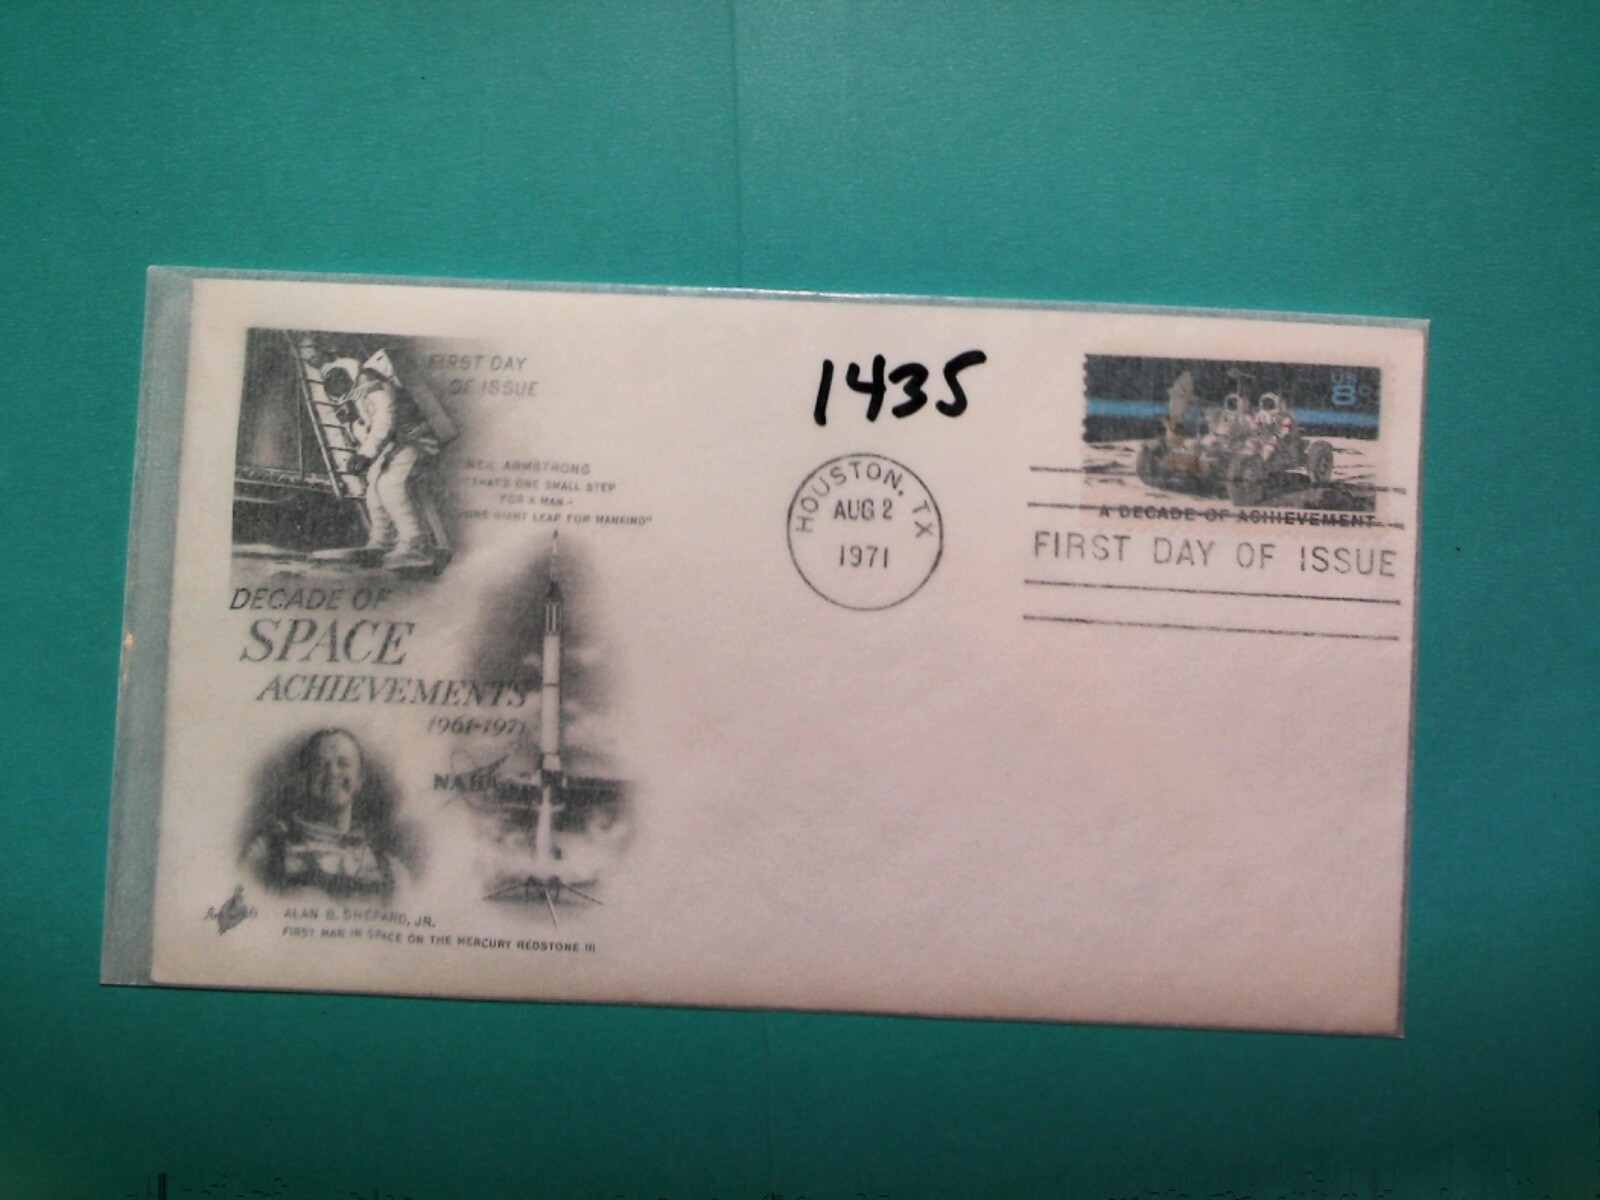 FIRST DAY
OF ISSUE
NEIL ARMSTRONG
"THAT'S ONE SMALL STEP
FOR A MAN –
ONE GIANT LEAP FOR MANKIND"
DECADE OF
SPACE
ACHIEVEMENTS
1961-1971
NASA
ALAN B. SHEPARD, JR.
FIRST MAN IN SPACE ON THE MERCURY REDSTONE III
1435
HOUSTON, TX
AUG 2
1971
8c
A DECADE OF ACHIEVEMENT
FIRST DAY OF ISSUE